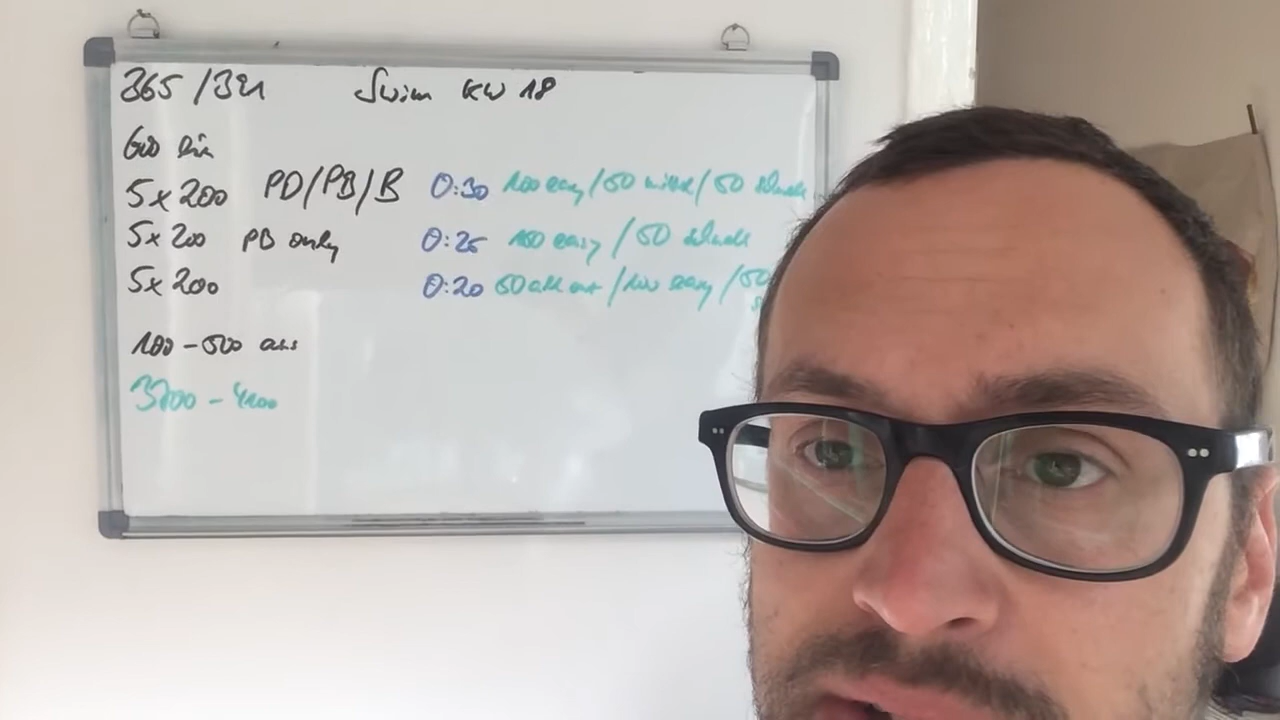 365/321 Swim KW 18
600 Ein
5x200 PD/PB/B 0:30 100 easy/50 mittel/50 schnell
5x200 PB only 0:25 150 easy/50 schnell
5x200 0:20 50 all out/100 easy/50
100-500 aus
3700-4100